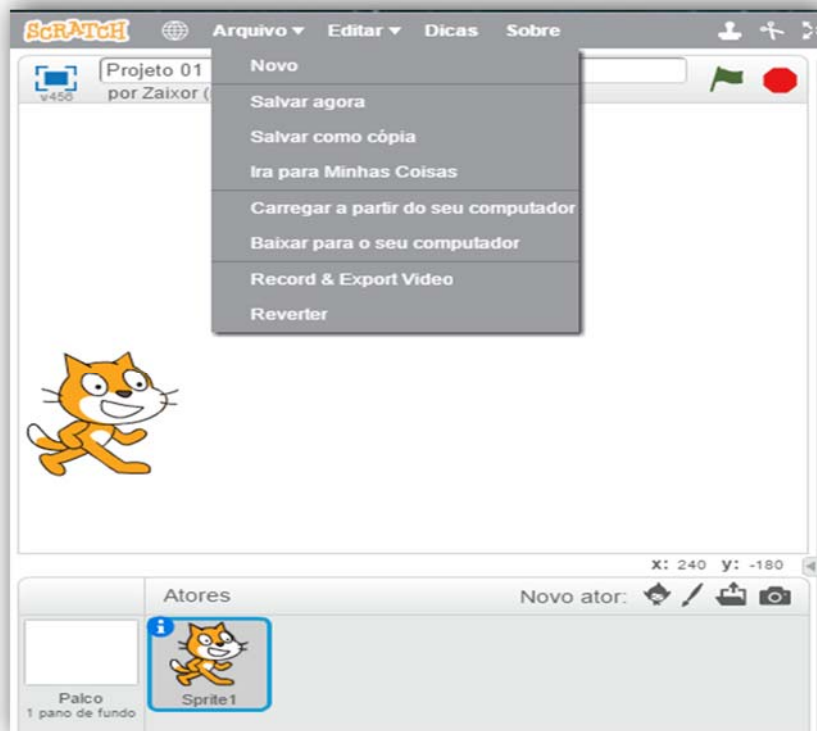 SCRATCH Arquivo Editar Dicas Sobre
Projeto 01
v456
por Zaixor (
Novo
Salvar agora
Salvar como cópia
Ira para Minhas Coisas
Carregar a partir do seu computador
Baixar para o seu computador
Record & Export Video
Reverter
X: 240 y: -180
Atores
Novo ator:
Palco
1 pano de fundo
Sprite1